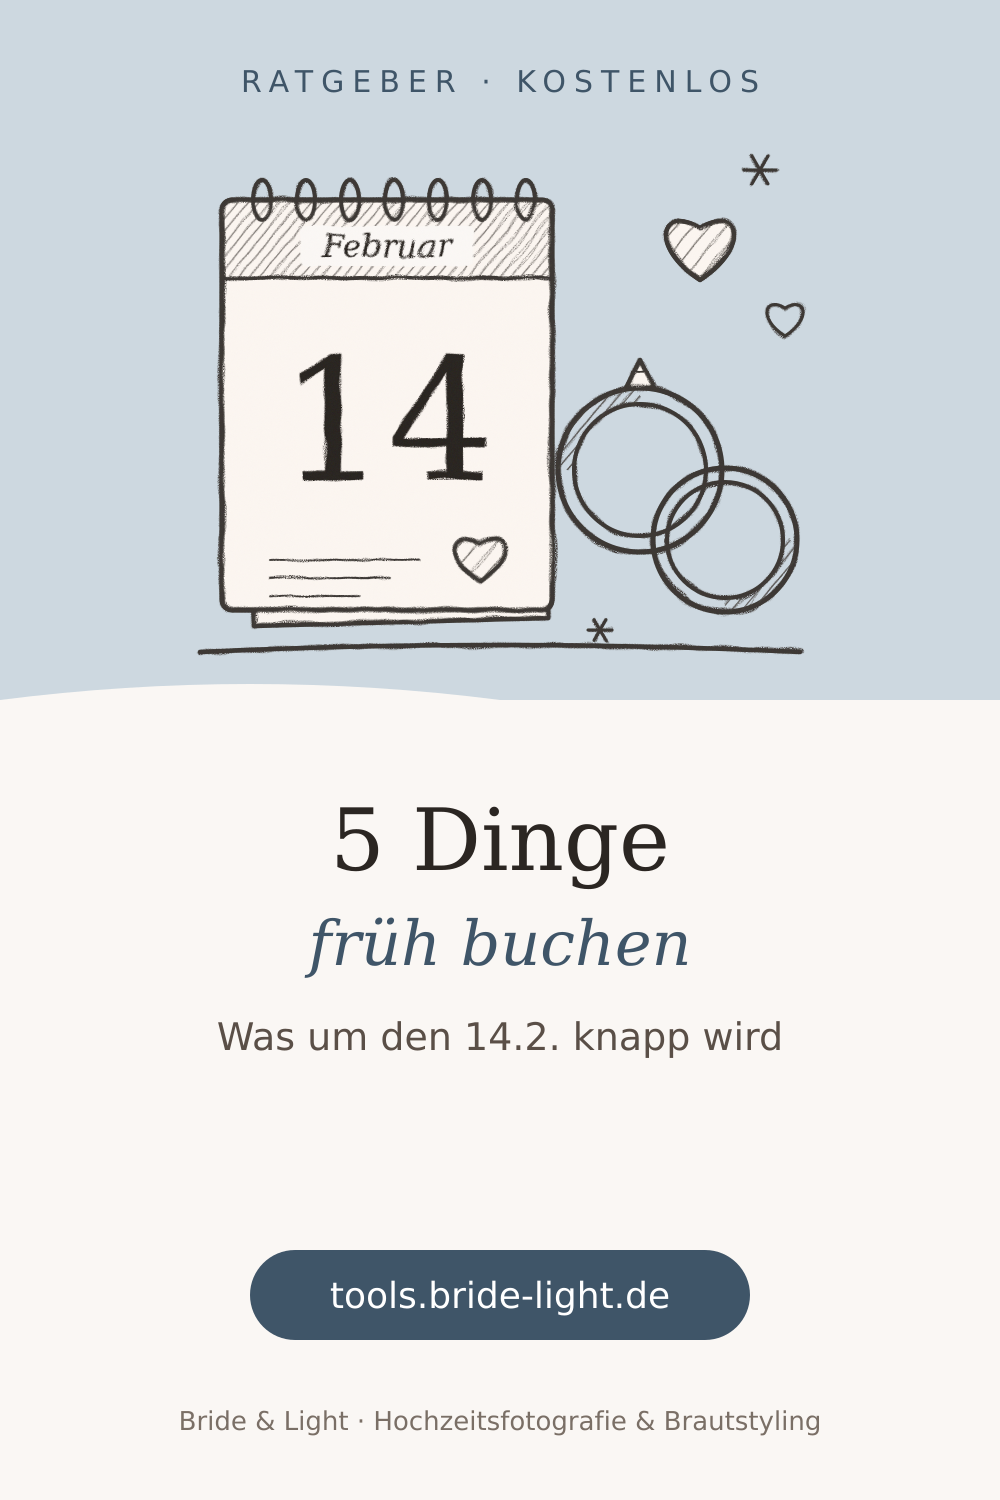 RATGEBER · KOSTENLOS
Februar
14
5 Dinge
früh buchen
Was um den 14.2. knapp wird
tools.bride-light.de
Bride & Light · Hochzeitsfotografie & Brautstyling